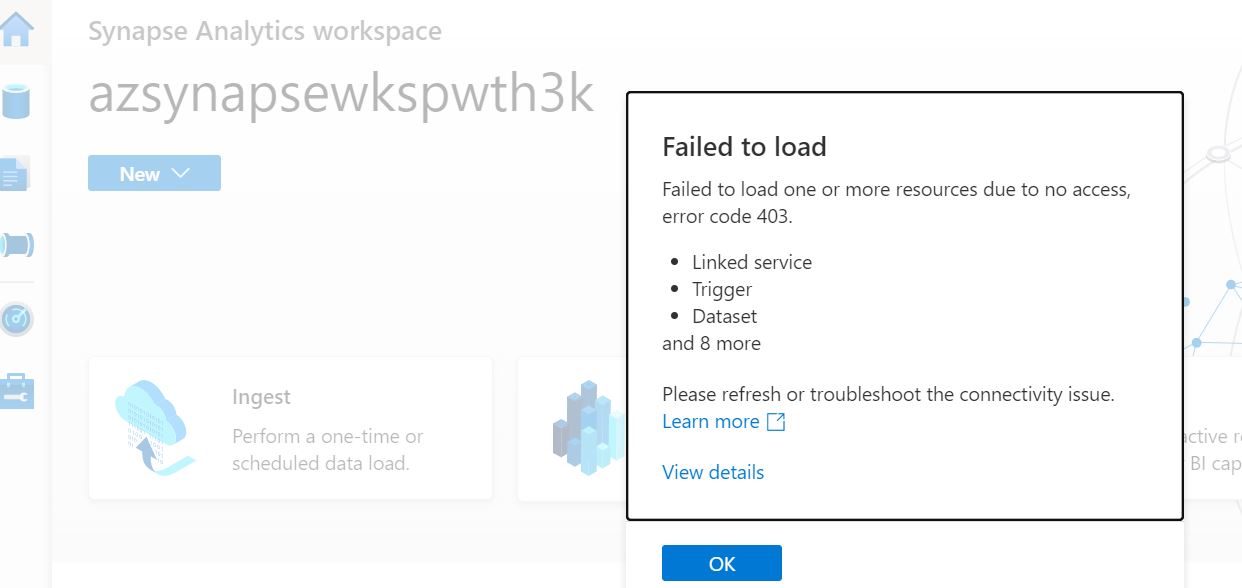 Synapse Analytics workspace
azsynapsewkspwth3k
New
Failed to load
Failed to load one or more resources due to no access,
error code 403.
Linked service
Trigger
Dataset
and 8 more
Please refresh or troubleshoot the connectivity issue.
Learn more
View details
OK
Ingest
Perform a one-time or
scheduled data load.
BI